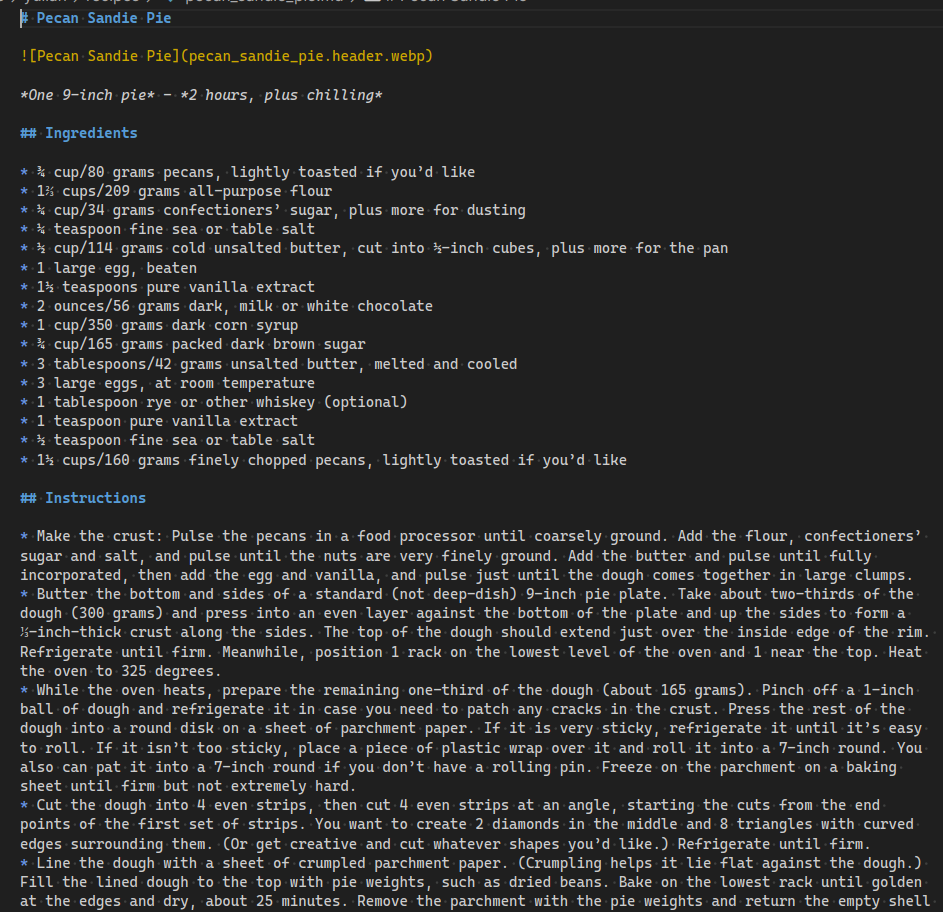 # Pecan Sandie Pie
![Pecan Sandie Pie](pecan_sandie_pie.header.webp)
*One 9-inch pie* – *2 hours, plus chilling*
## Ingredients
* ¾ cup/80 grams pecans, lightly toasted if you’d like
* 1⅔ cups/209 grams all-purpose flour
* ¼ cup/34 grams confectioners’ sugar, plus more for dusting
* ¾ teaspoon fine sea or table salt
* ½ cup/114 grams cold unsalted butter, cut into ½-inch cubes, plus more for the pan
* 1 large egg, beaten
* 1½ teaspoons pure vanilla extract
* 2 ounces/56 grams dark, milk or white chocolate
* 1 cup/350 grams dark corn syrup
* ¾ cup/165 grams packed dark brown sugar
* 3 tablespoons/42 grams unsalted butter, melted and cooled
* 3 large eggs, at room temperature
* 1 tablespoon rye or other whiskey (optional)
* 1 teaspoon pure vanilla extract
* ½ teaspoon fine sea or table salt
* 1½ cups/160 grams finely chopped pecans, lightly toasted if you’d like
## Instructions
* Make the crust: Pulse the pecans in a food processor until coarsely ground. Add the flour, confectioners’
sugar and salt, and pulse until the nuts are very finely ground. Add the butter and pulse until fully
incorporated, then add the egg and vanilla, and pulse just until the dough comes together in large clumps.
* Butter the bottom and sides of a standard (not deep-dish) 9-inch pie plate. Take about two-thirds of the
dough (300 grams) and press into an even layer against the bottom of the plate and up the sides to form a
-inch-thick crust along the sides. The top of the dough should extend just over the inside edge of the rim.
Refrigerate until firm. Meanwhile, position 1 rack on the lowest level of the oven and 1 near the top. Heat
the oven to 325 degrees.
* While the oven heats, prepare the remaining one-third of the dough (about 165 grams). Pinch off a 1-inch
ball of dough and refrigerate it in case you need to patch any cracks in the crust. Press the rest of the
dough into a round disk on a sheet of parchment paper. If it is very sticky, refrigerate it until it’s easy
to roll. If it isn’t too sticky, place a piece of plastic wrap over it and roll it into a 7-inch round. You
also can pat it into a 7-inch round if you don’t have a rolling pin. Freeze on the parchment on a baking
sheet until firm but not extremely hard.
* Cut the dough into 4 even strips, then cut 4 even strips at an angle, starting the cuts from the end
points of the first set of strips. You want to create 2 diamonds in the middle and 8 triangles with curved
edges surrounding them. (Or get creative and cut whatever shapes you’d like.) Refrigerate until firm.
* Line the dough with a sheet of crumpled parchment paper. (Crumpling helps it lie flat against the dough.)
Fill the lined dough to the top with pie weights, such as dried beans. Bake on the lowest rack until golden
at the edges and dry, about 25 minutes. Remove the parchment with the pie weights and return the empty shell